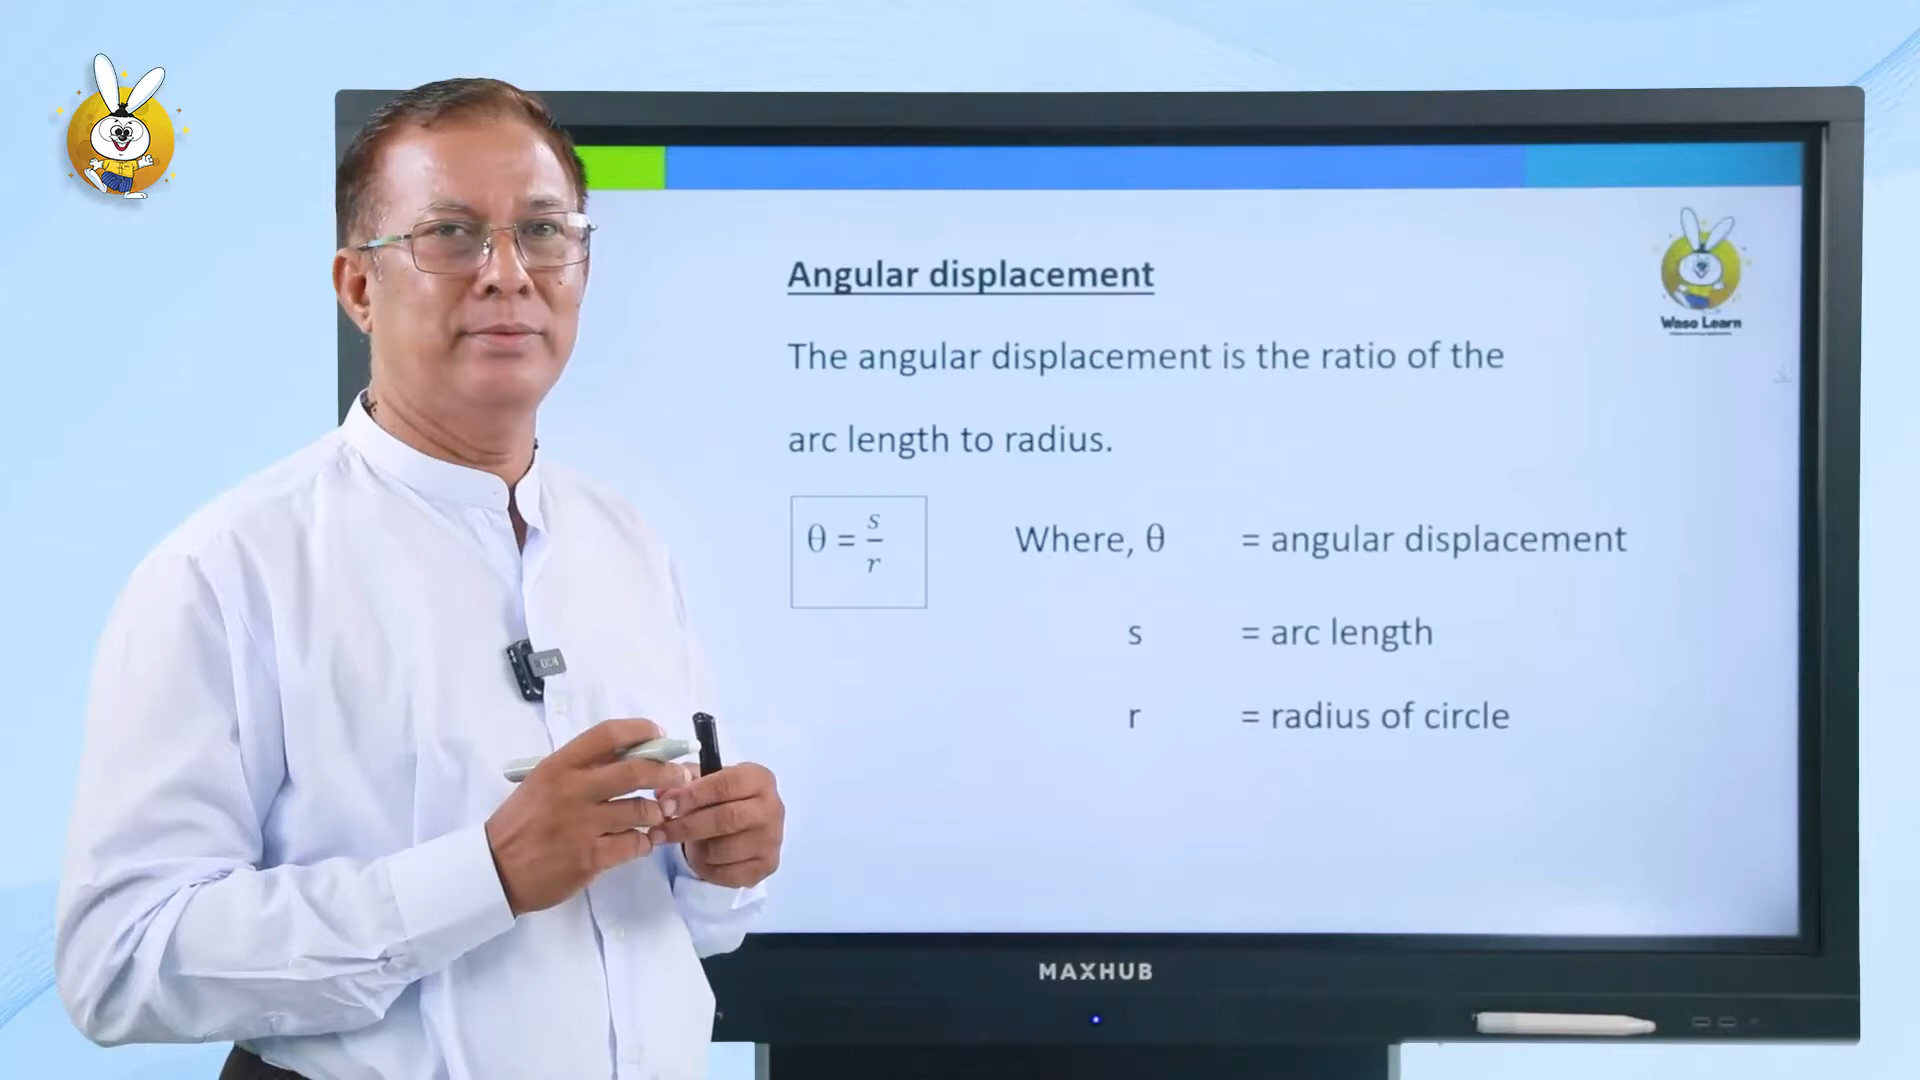 Angular displacement
The angular displacement is the ratio of the
arc length to radius.
θ = s/r
Where, θ = angular displacement
s = arc length
r = radius of circle
Waso Learn
MAXHUB